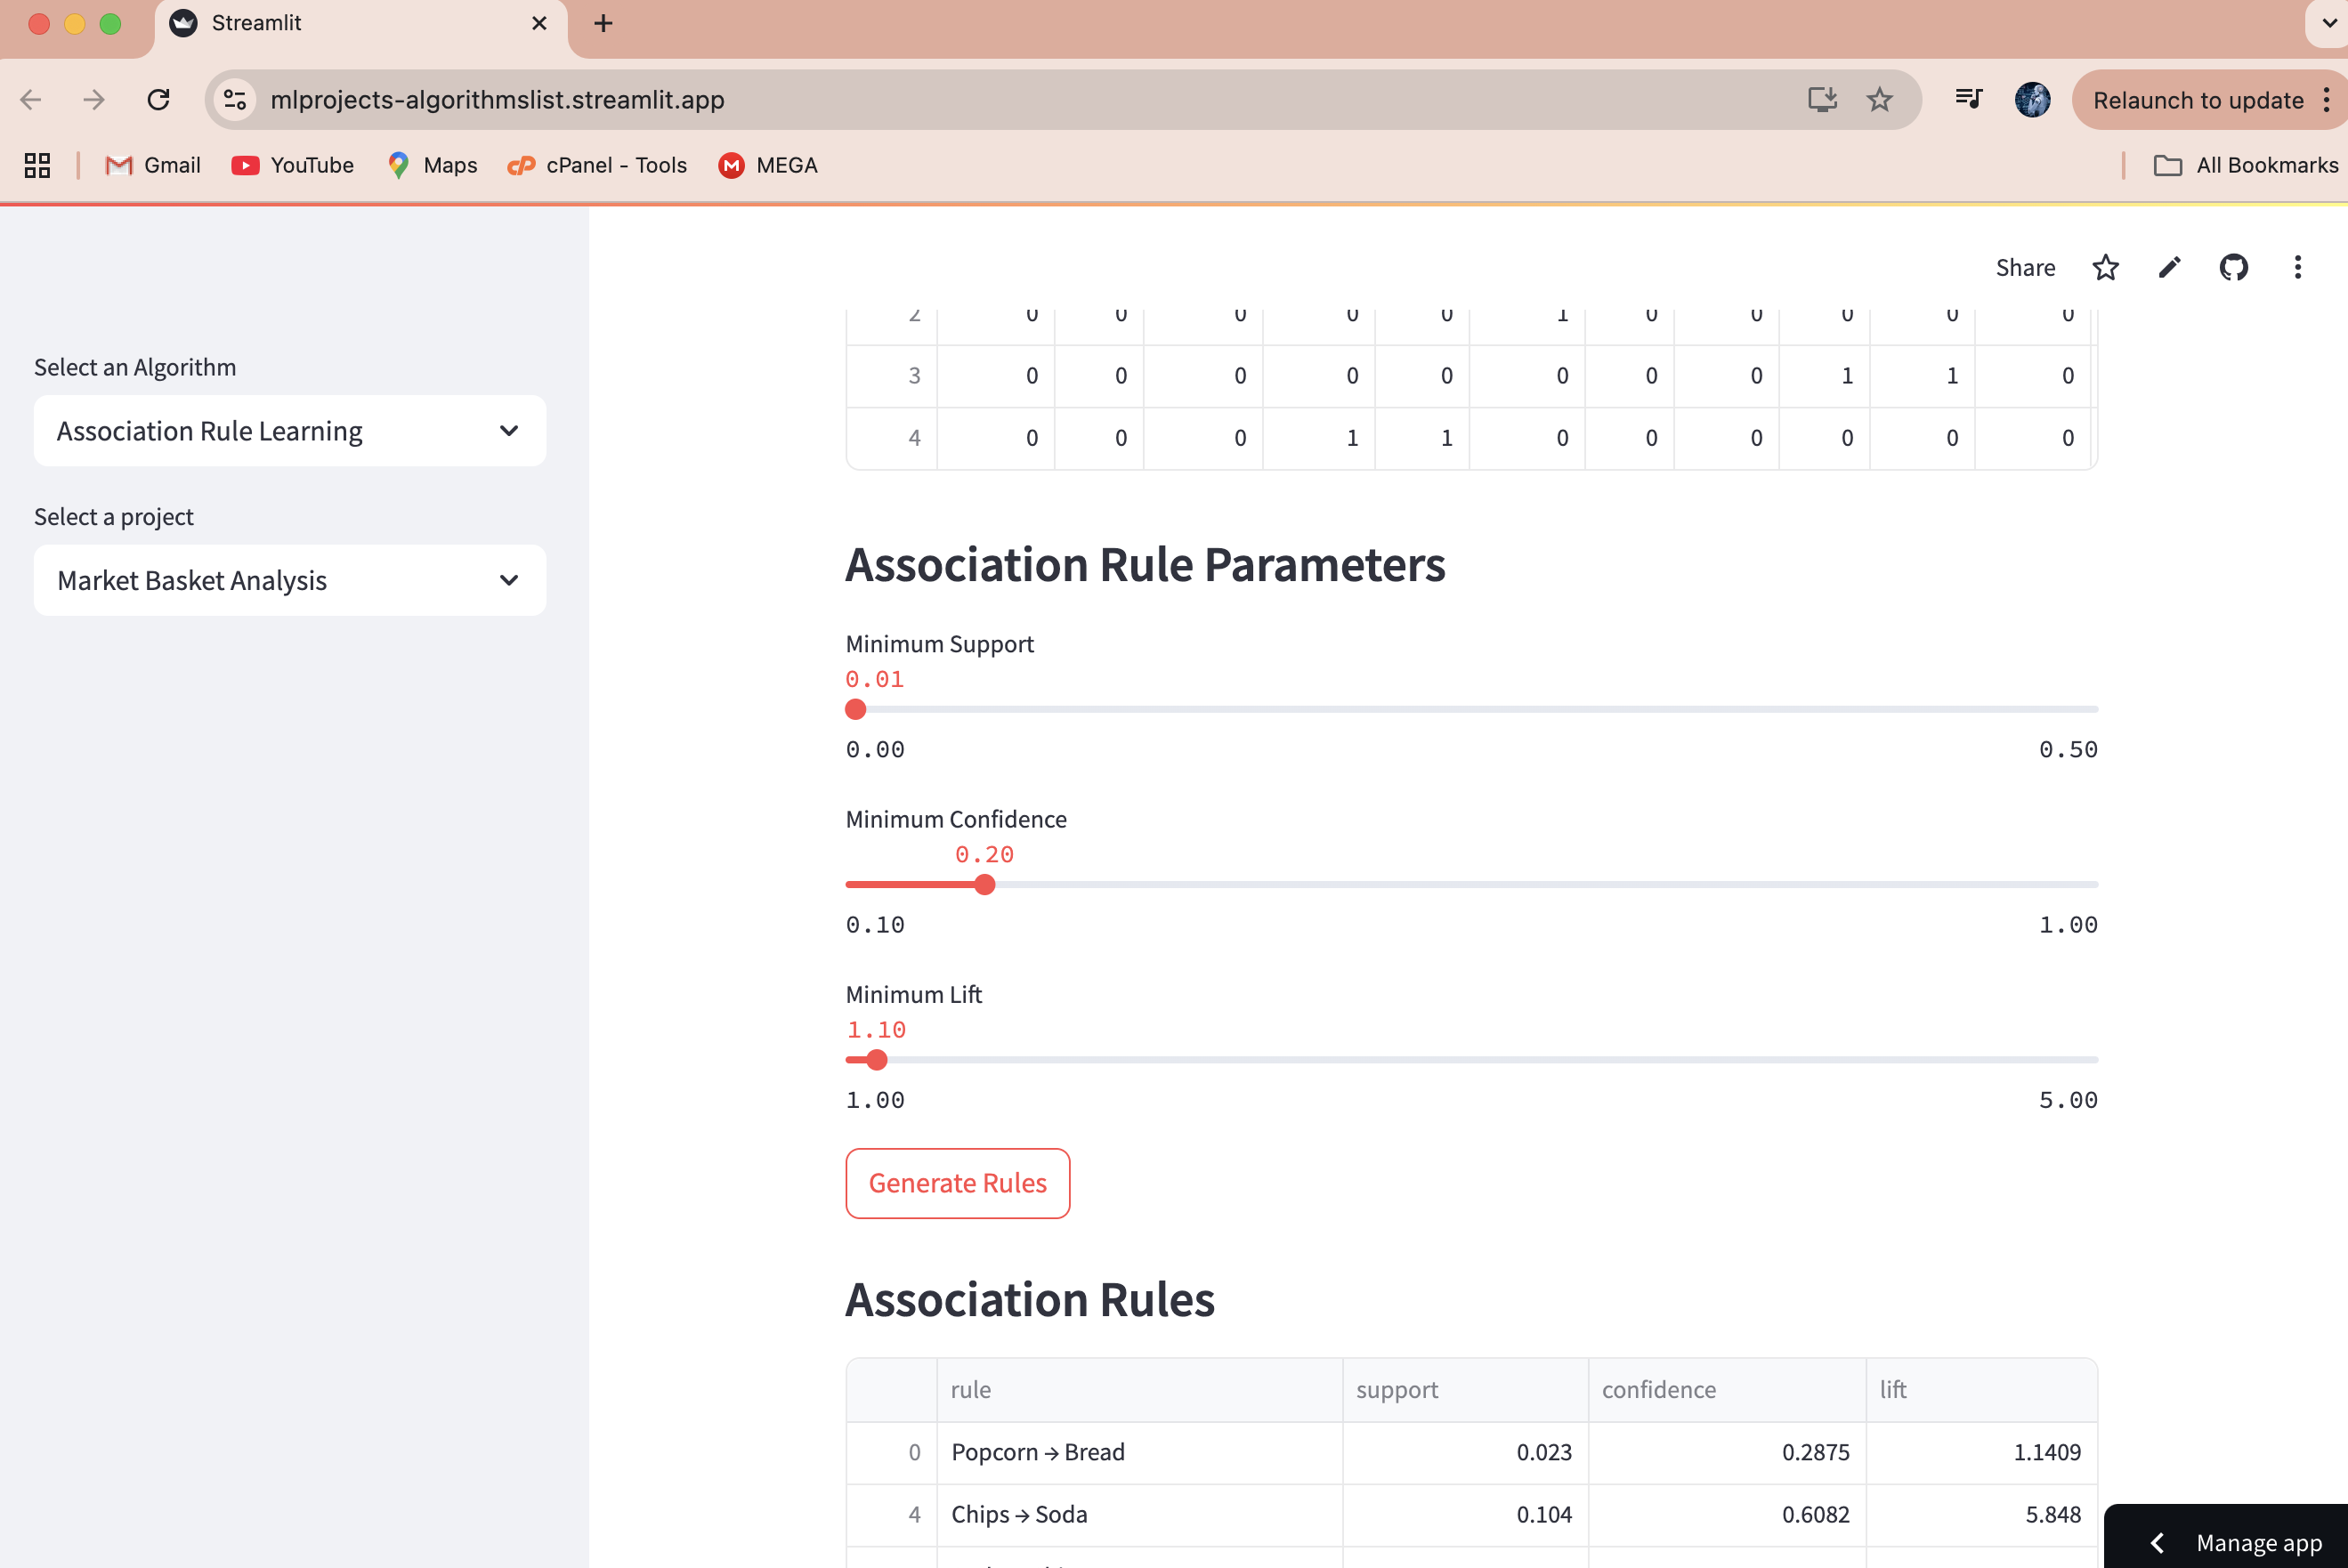 Streamlit
mlprojects-algorithmslist.streamlit.app
Relaunch to update
Gmail YouTube Maps cPanel - Tools MEGA All Bookmarks
Share
Select an Algorithm
Association Rule Learning
Select a project
Market Basket Analysis
2 0 0 0 0 0 1 0 0 0 0 0
3 0 0 0 0 0 0 0 0 1 1 0
4 0 0 0 1 1 0 0 0 0 0 0
Association Rule Parameters
Minimum Support
0.01
0.00 0.50
Minimum Confidence
0.20
0.10 1.00
Minimum Lift
1.10
1.00 5.00
Generate Rules
Association Rules
rule support confidence lift
0 Popcorn → Bread 0.023 0.2875 1.1409
4 Chips → Soda 0.104 0.6082 5.848
Manage app